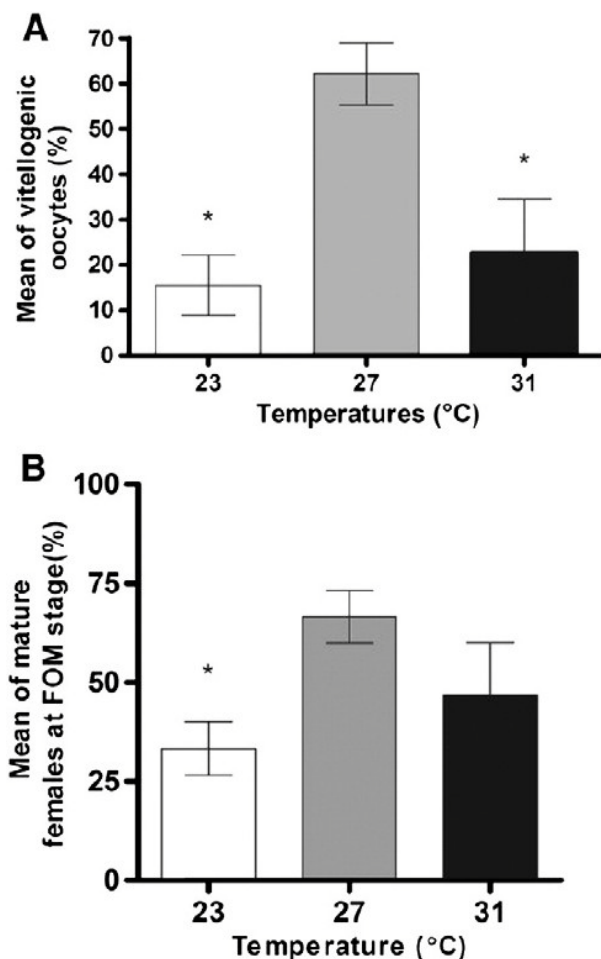 A
Mean of vitellogenic
oocytes (%)
70
60
50
40
30
20
10
0
*
*
23 27 31
Temperatures (°C)
B
Mean of mature
females at FOM stage(%)
100
75
50
25
0
*
23 27 31
Temperature (°C)